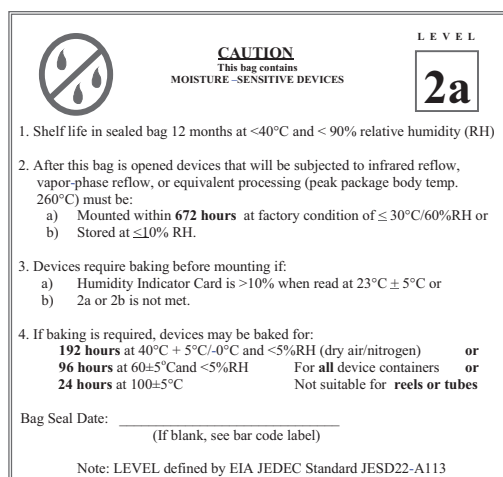 LEVEL
2a
CAUTION
This bag contains
MOISTURE –SENSITIVE DEVICES
1. Shelf life in sealed bag 12 months at <40°C and < 90% relative humidity (RH)
2. After this bag is opened devices that will be subjected to infrared reflow,
vapor-phase reflow, or equivalent processing (peak package body temp.
260°C) must be:
a) Mounted within 672 hours at factory condition of ≤ 30°C/60%RH or
b) Stored at ≤10% RH.
3. Devices require baking before mounting if:
a) Humidity Indicator Card is >10% when read at 23°C ± 5°C or
b) 2a or 2b is not met.
4. If baking is required, devices may be baked for:
192 hours at 40°C + 5°C/-0°C and <5%RH (dry air/nitrogen) or
96 hours at 60±5°Cand <5%RH For all device containers or
24 hours at 100±5°C Not suitable for reels or tubes
Bag Seal Date: ______________________________
(If blank, see bar code label)
Note: LEVEL defined by EIA JEDEC Standard JESD22-A113